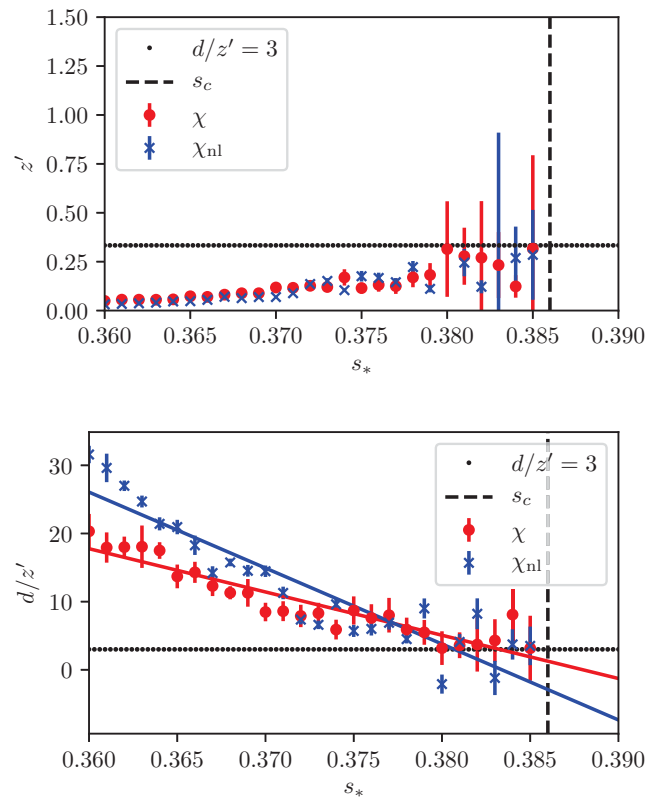 1.50
1.25
1.00
0.75
0.50
0.25
0.00
z′
d/z′ = 3
s_c
χ
χ_nl
0.360 0.365 0.370 0.375 0.380 0.385 0.390
s_*
30
20
10
0
d/z′
d/z′ = 3
s_c
χ
χ_nl
0.360 0.365 0.370 0.375 0.380 0.385 0.390
s_*